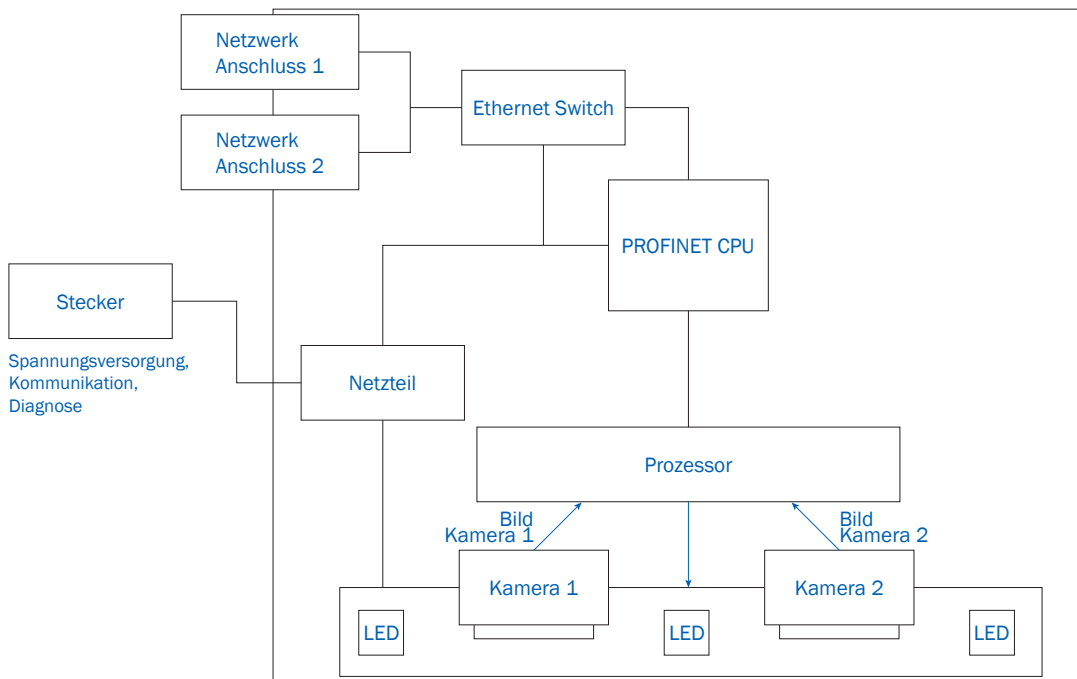 Netzwerk
Anschluss 1
Netzwerk
Anschluss 2
Ethernet Switch
PROFINET CPU
Stecker
Spannungsversorgung,
Kommunikation,
Diagnose
Netzteil
Prozessor
Bild
Kamera 1
Bild
Kamera 2
Kamera 1
Kamera 2
LED
LED
LED